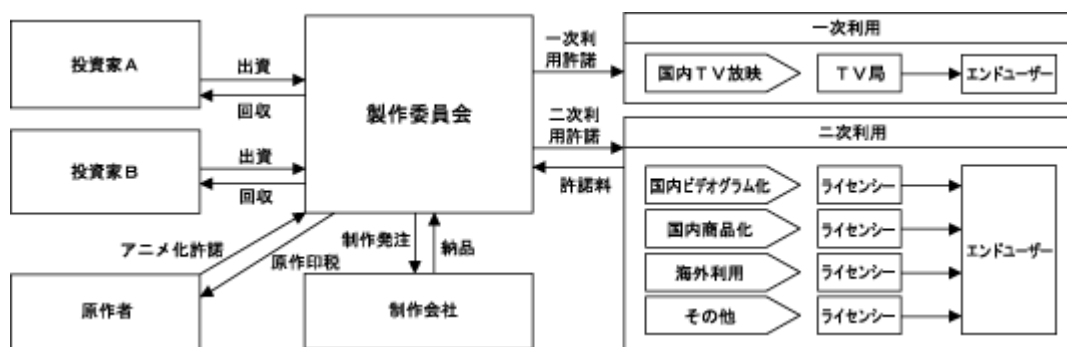 投資家A
出資
回収
投資家B
出資
回収
製作委員会
アニメ化許諾
原作印税
制作発注
納品
原作者
制作会社
一次利
用許諾
二次利
用許諾
許諾料
一次利用
国内TV放映
TV局
エンドユーザー
二次利用
国内ビデオグラム化
ライセンシー
国内商品化
ライセンシー
海外利用
ライセンシー
その他
ライセンシー
エンドユーザー